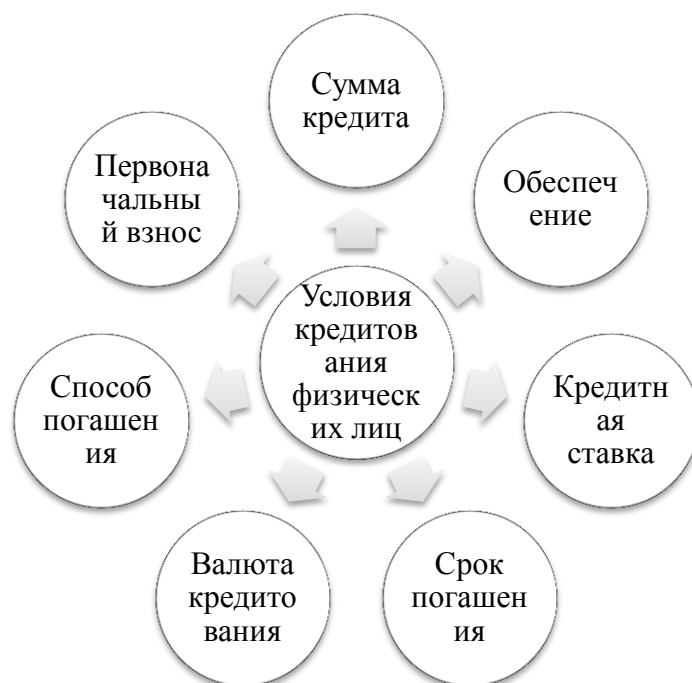 Сумма
кредита
Обеспеч
ение
Кредитн
ая
ставка
Срок
погашен
ия
Валюта
кредито
вания
Способ
погашен
ия
Первона
чальны
й взнос
Условия
кредитов
ания
физическ
их лиц